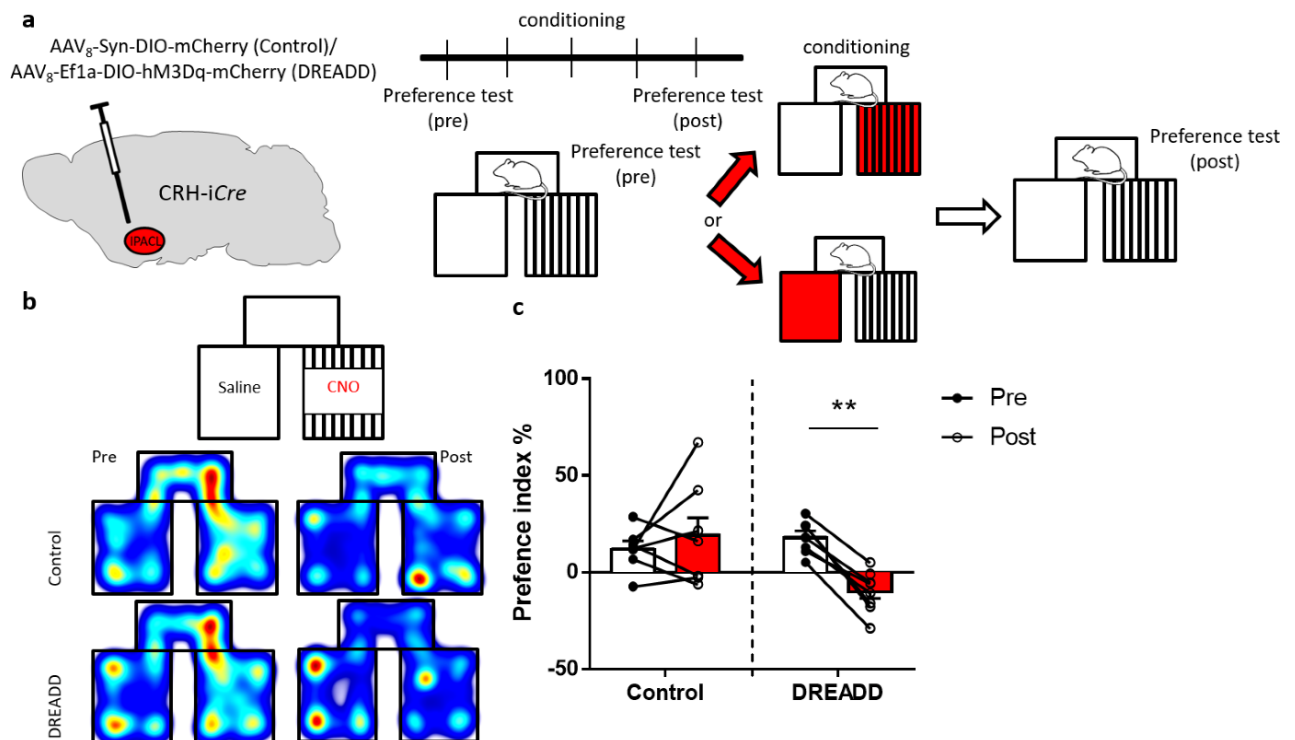 a
AAV₈-Syn-DIO-mCherry (Control)/
AAV₈-Ef1a-DIO-hM3Dq-mCherry (DREADD)
CRH-iCre
IPACL
conditioning
Preference test
(pre)
Preference test
(post)
Preference test
(pre)
or
conditioning
Preference test
(post)
b
Saline
CNO
Pre
Post
Control
DREADD
c
Prefence index %
100
50
0
-50
**
Pre
Post
Control
DREADD